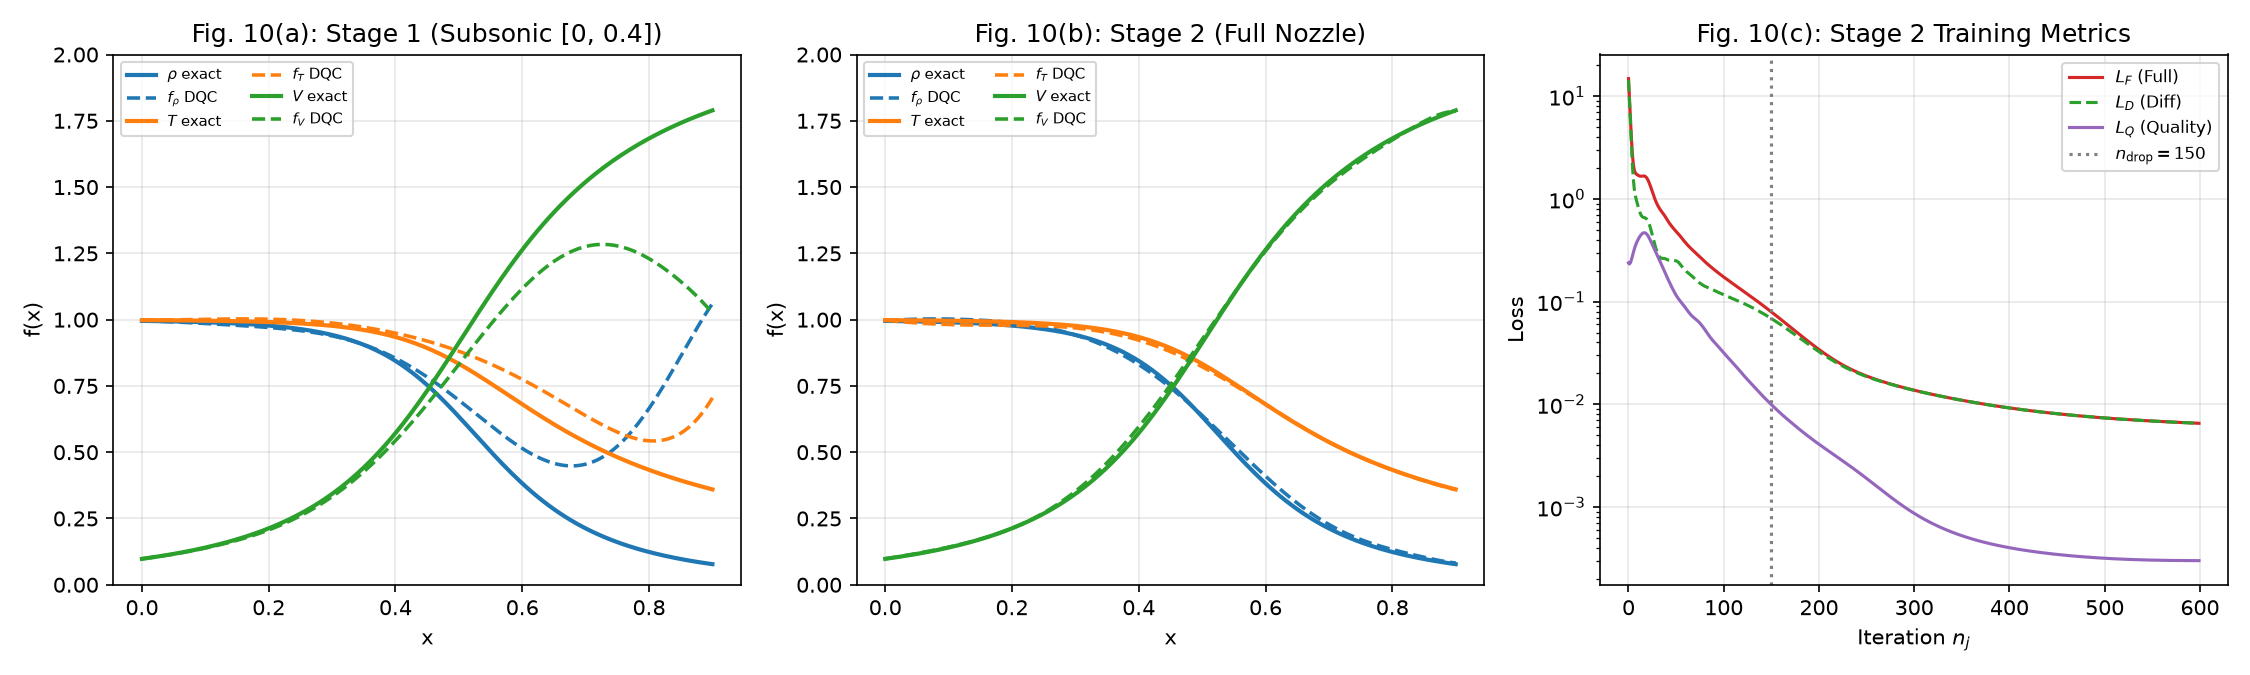 Fig. 10(a): Stage 1 (Subsonic [0, 0.4])
ρ exact
f_ρ DQC
T exact
f_T DQC
V exact
f_V DQC
f(x)
2.00
1.75
1.50
1.25
1.00
0.75
0.50
0.25
0.00
0.0 0.2 0.4 0.6 0.8
x
Fig. 10(b): Stage 2 (Full Nozzle)
ρ exact
f_ρ DQC
T exact
f_T DQC
V exact
f_V DQC
f(x)
2.00
1.75
1.50
1.25
1.00
0.75
0.50
0.25
0.00
0.0 0.2 0.4 0.6 0.8
x
Fig. 10(c): Stage 2 Training Metrics
L_F (Full)
L_D (Diff)
L_Q (Quality)
n_drop = 150
Loss
10^1
10^0
10^−1
10^−2
10^−3
0 100 200 300 400 500 600
Iteration n_j